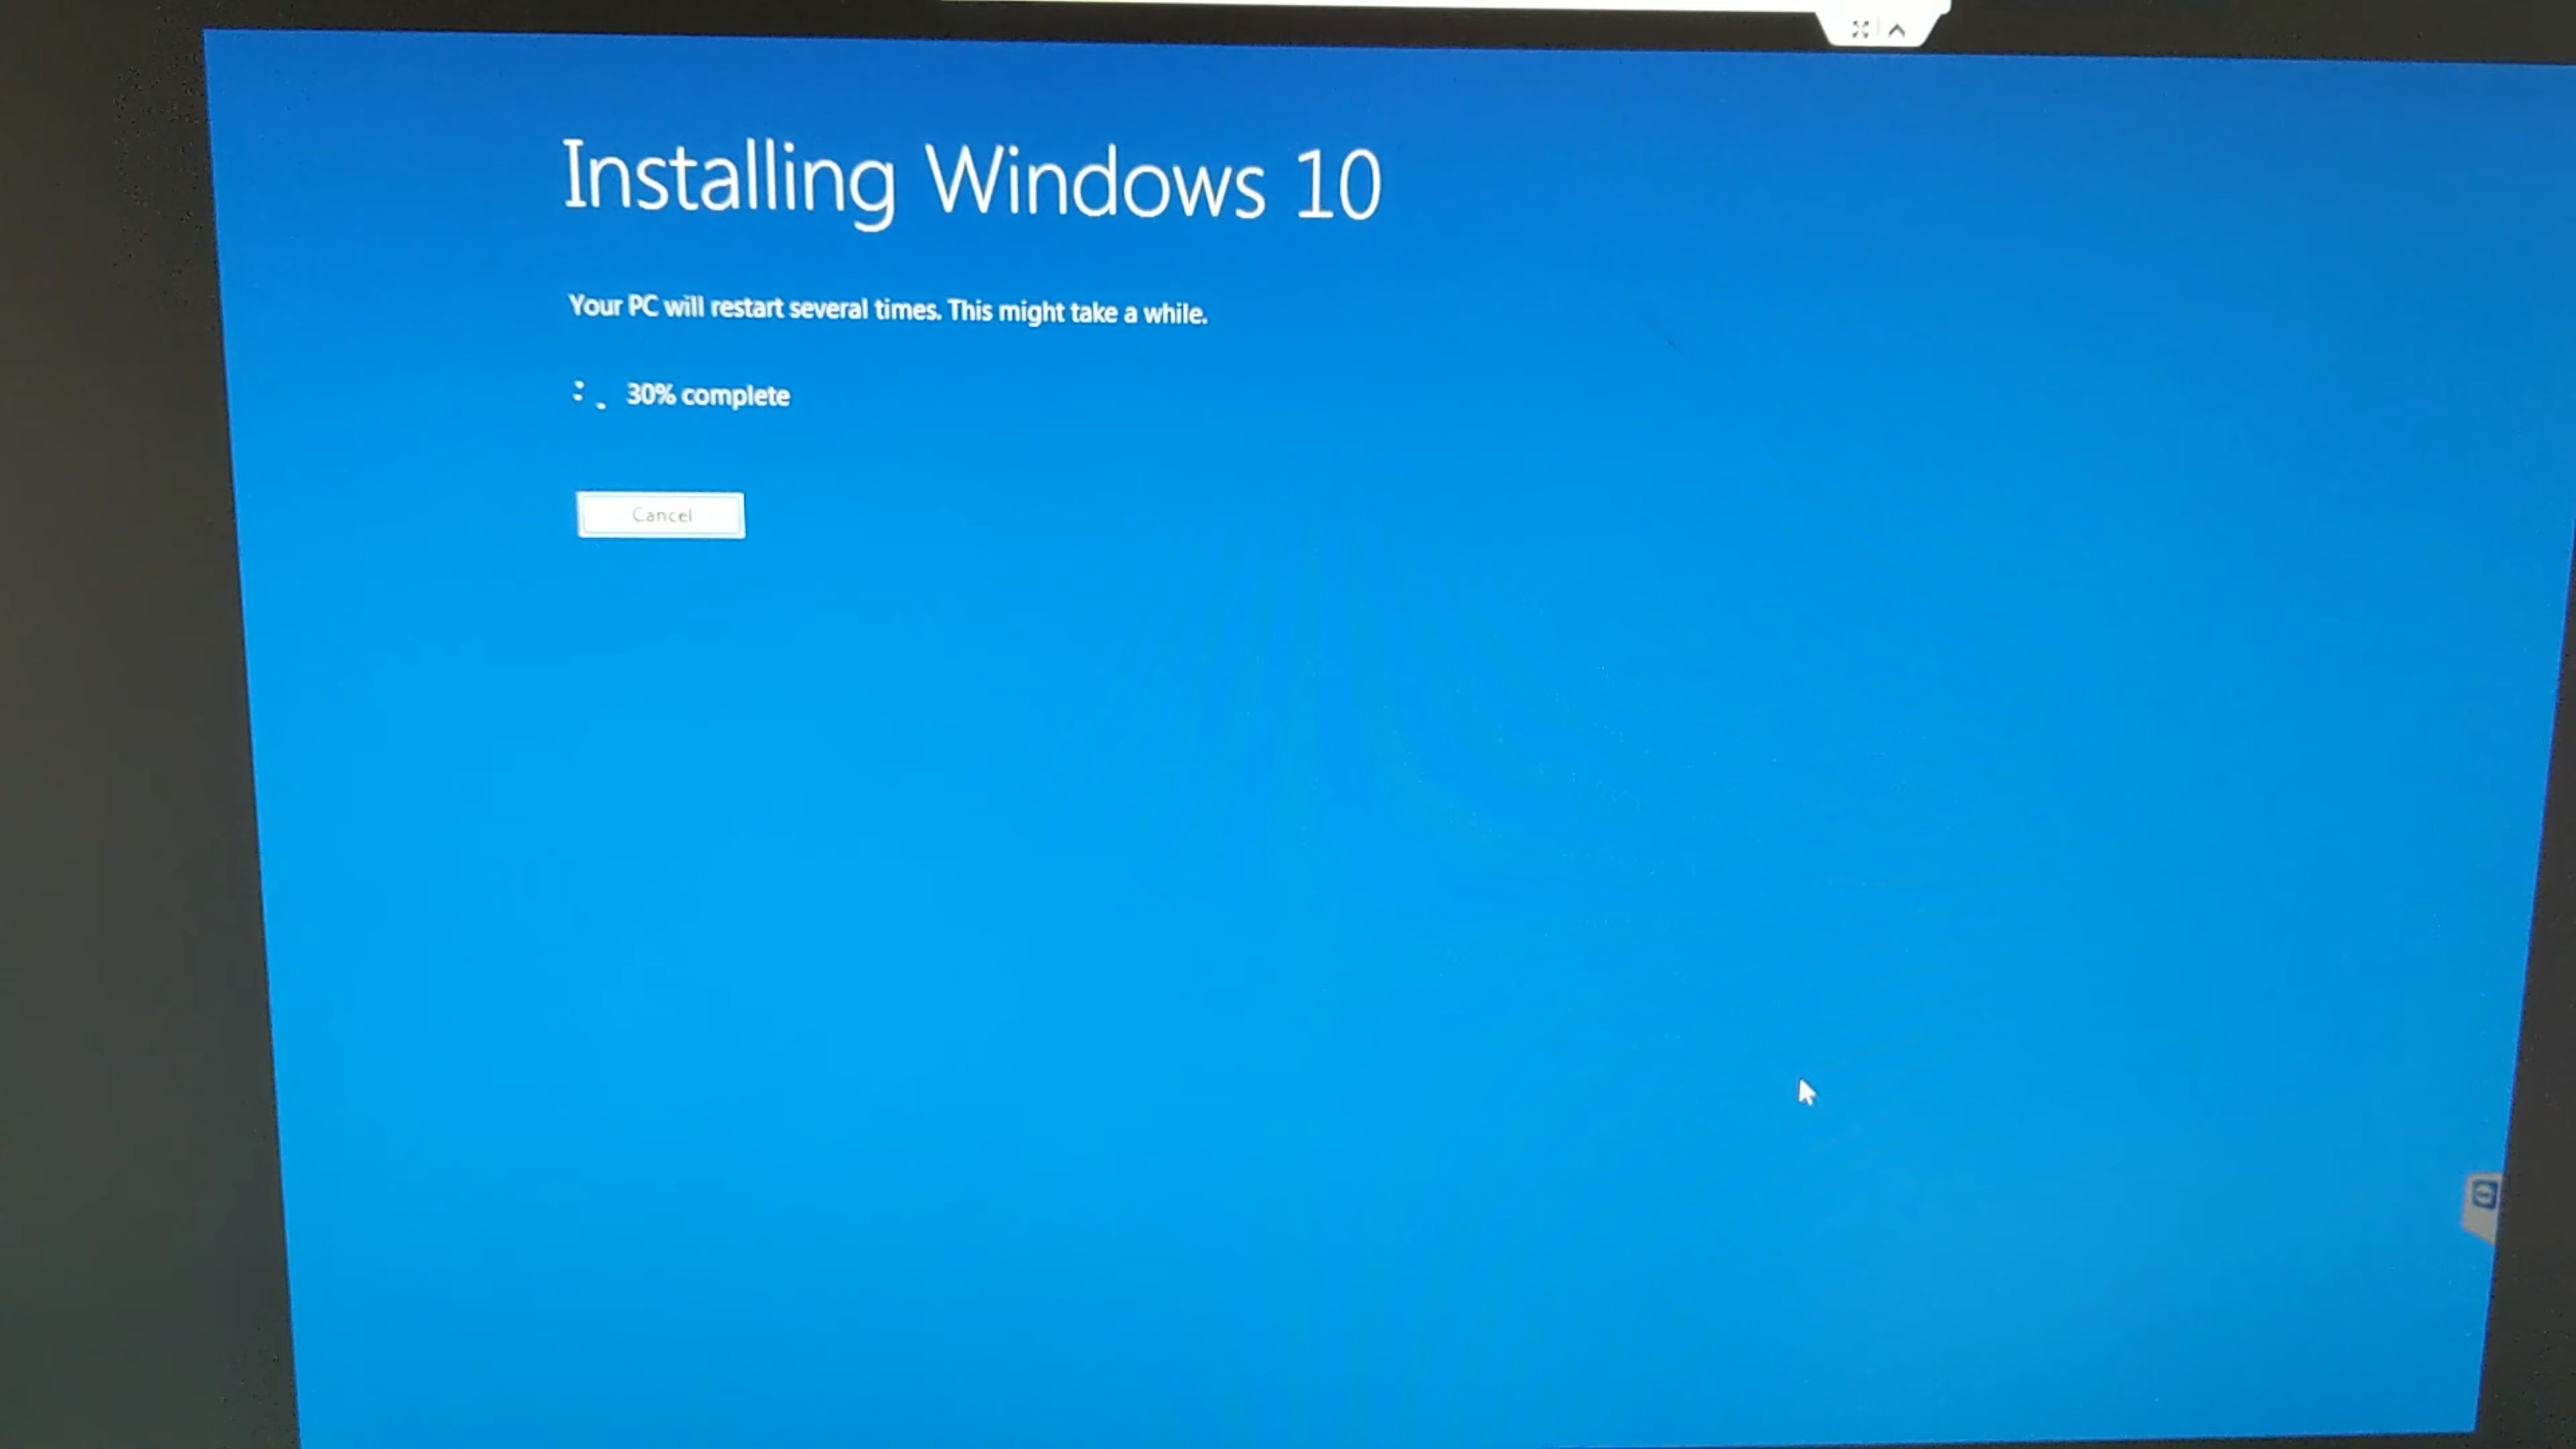 Installing Windows 10
Your PC will restart several times. This might take a while.
30% complete
Cancel